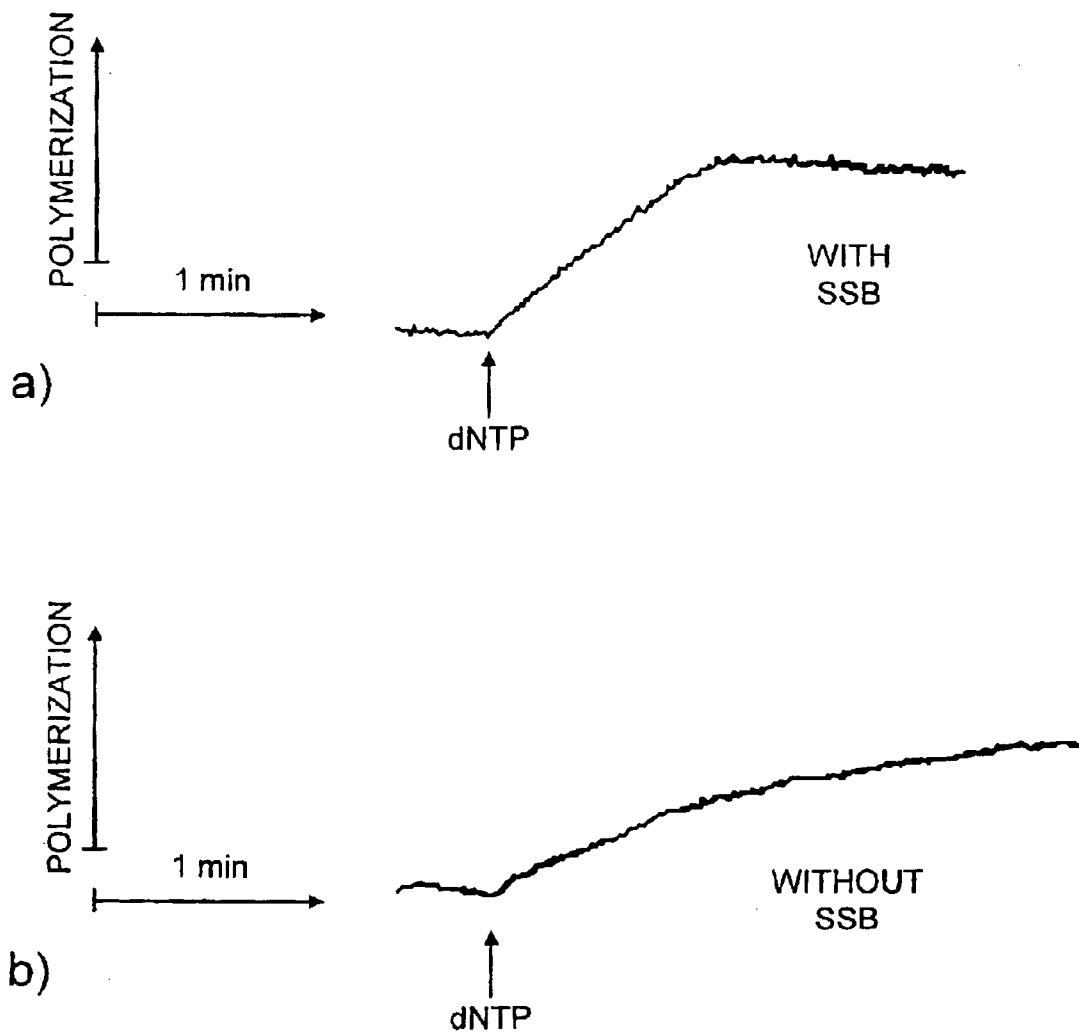 POLYMERIZATION
1 min
WITH
SSB
a)
dNTP
POLYMERIZATION
1 min
WITHOUT
SSB
b)
dNTP